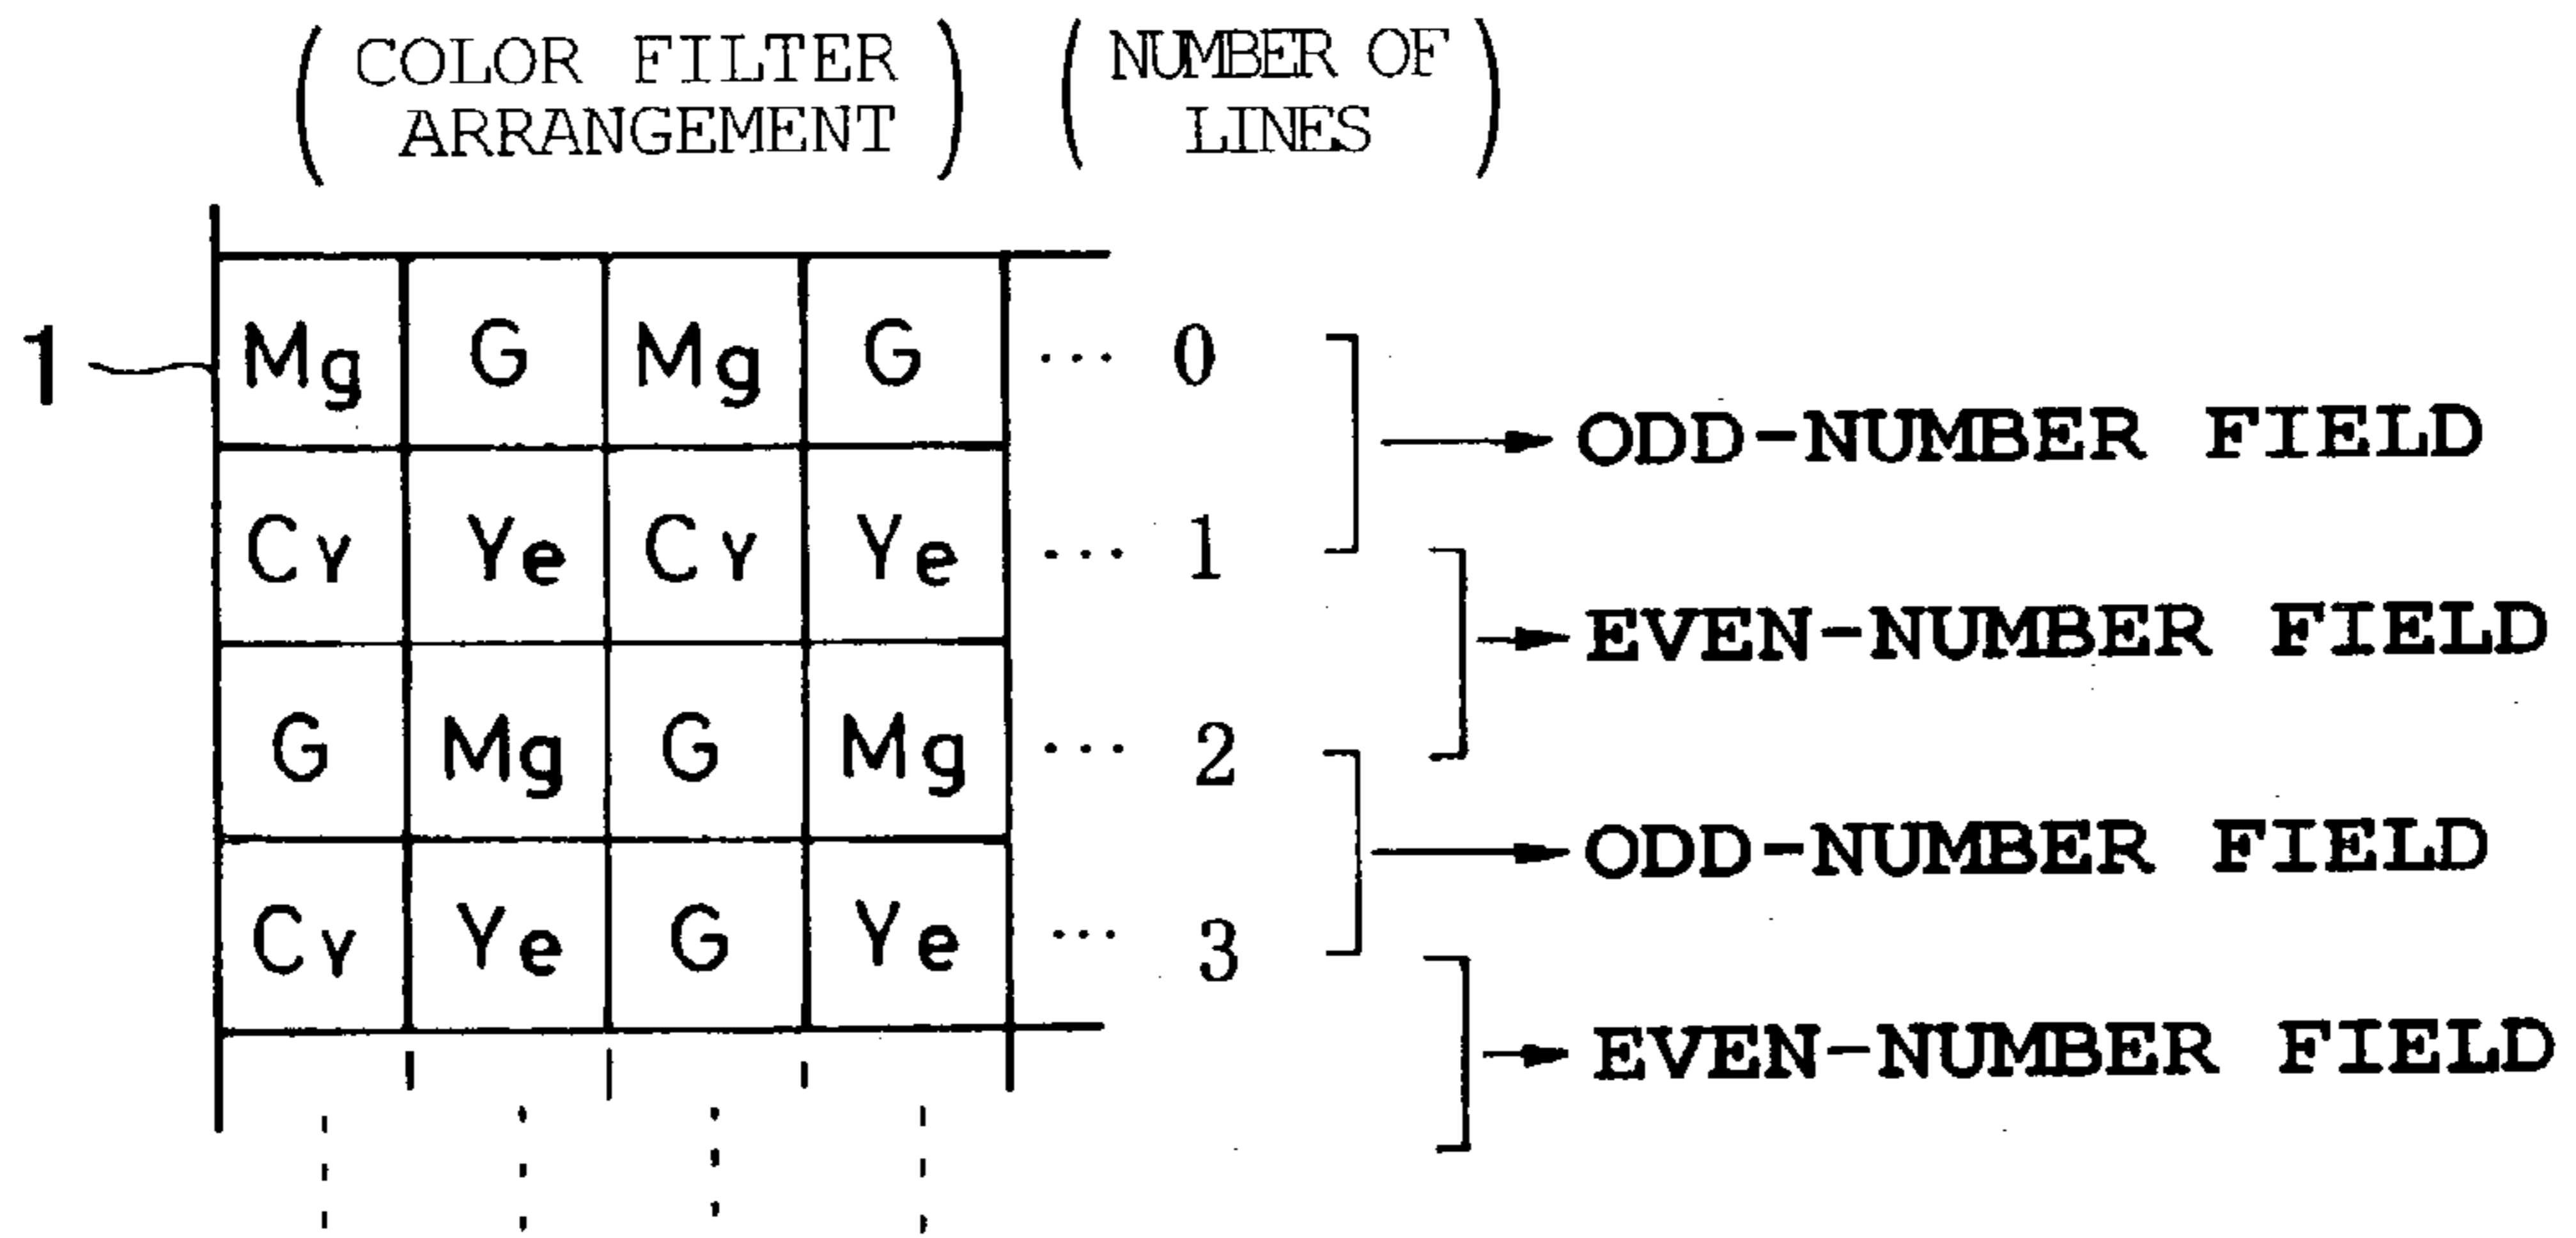 ( COLOR FILTER ARRANGEMENT ) ( NUMBER OF LINES )
1
Mg G Mg G ... 0
ODD-NUMBER FIELD
Cy Ye Cy Ye ... 1
EVEN-NUMBER FIELD
G Mg G Mg ... 2
ODD-NUMBER FIELD
Cy Ye G Ye ... 3
EVEN-NUMBER FIELD